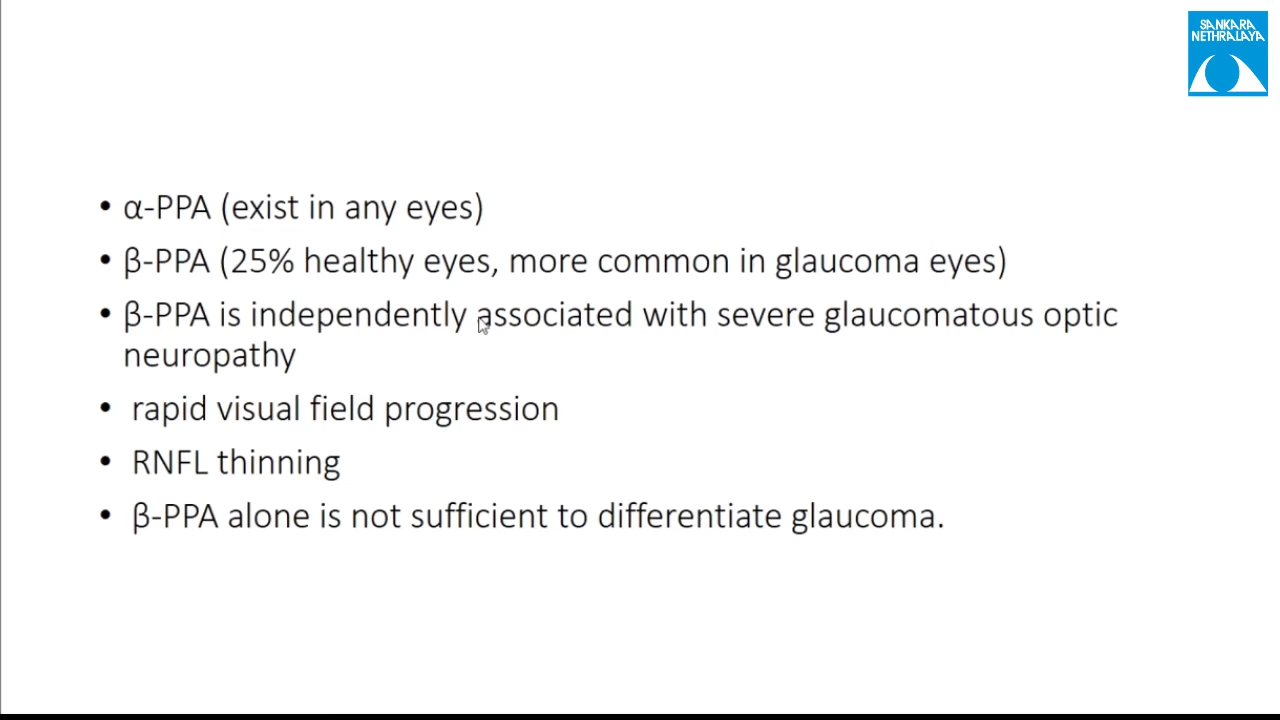 SANKARA
NETHRALAYA
• α-PPA (exist in any eyes)
• β-PPA (25% healthy eyes, more common in glaucoma eyes)
• β-PPA is independently associated with severe glaucomatous optic
neuropathy
• rapid visual field progression
• RNFL thinning
• β-PPA alone is not sufficient to differentiate glaucoma.